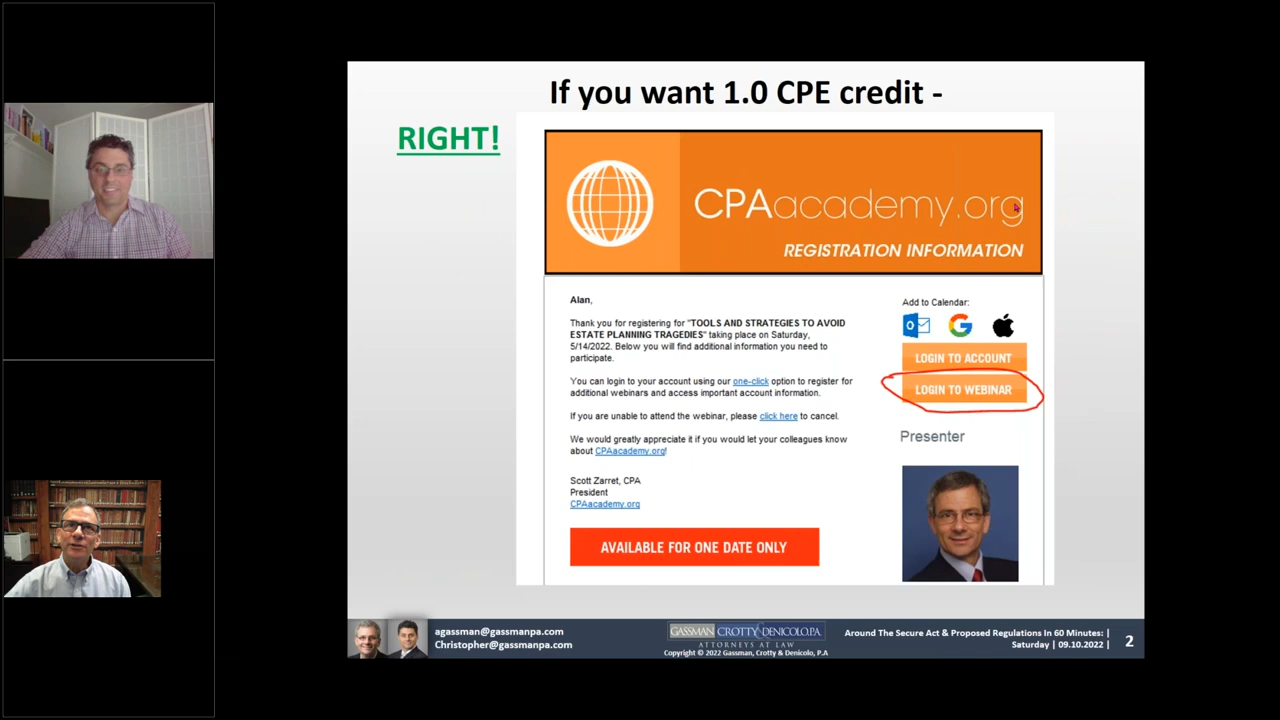 If you want 1.0 CPE credit -
RIGHT!
CPAacademy.org
REGISTRATION INFORMATION
Alan,
Thank you for registering for "TOOLS AND STRATEGIES TO AVOID
ESTATE PLANNING TRAGEDIES" taking place on Saturday,
5/14/2022. Below you will find additional information you need to
participate.
You can login to your account using our one-click option to register for
additional webinars and access important account information.
If you are unable to attend the webinar, please click here to cancel.
We would greatly appreciate it if you would let your colleagues know
about CPAacademy.org!
Scott Zarret, CPA
President
CPAacademy.org
AVAILABLE FOR ONE DATE ONLY
Add to Calendar:
LOGIN TO ACCOUNT
LOGIN TO WEBINAR
Presenter
agassman@gassmanpa.com
Christopher@gassmanpa.com
GASSMAN CROTTY & DENICOLO, P.A.
ATTORNEYS AT LAW
Copyright © 2022 Gassman, Crotty & Denicolo, P.A
Around The Secure Act & Proposed Regulations In 60 Minutes: |
Saturday | 09.10.2022 |
2